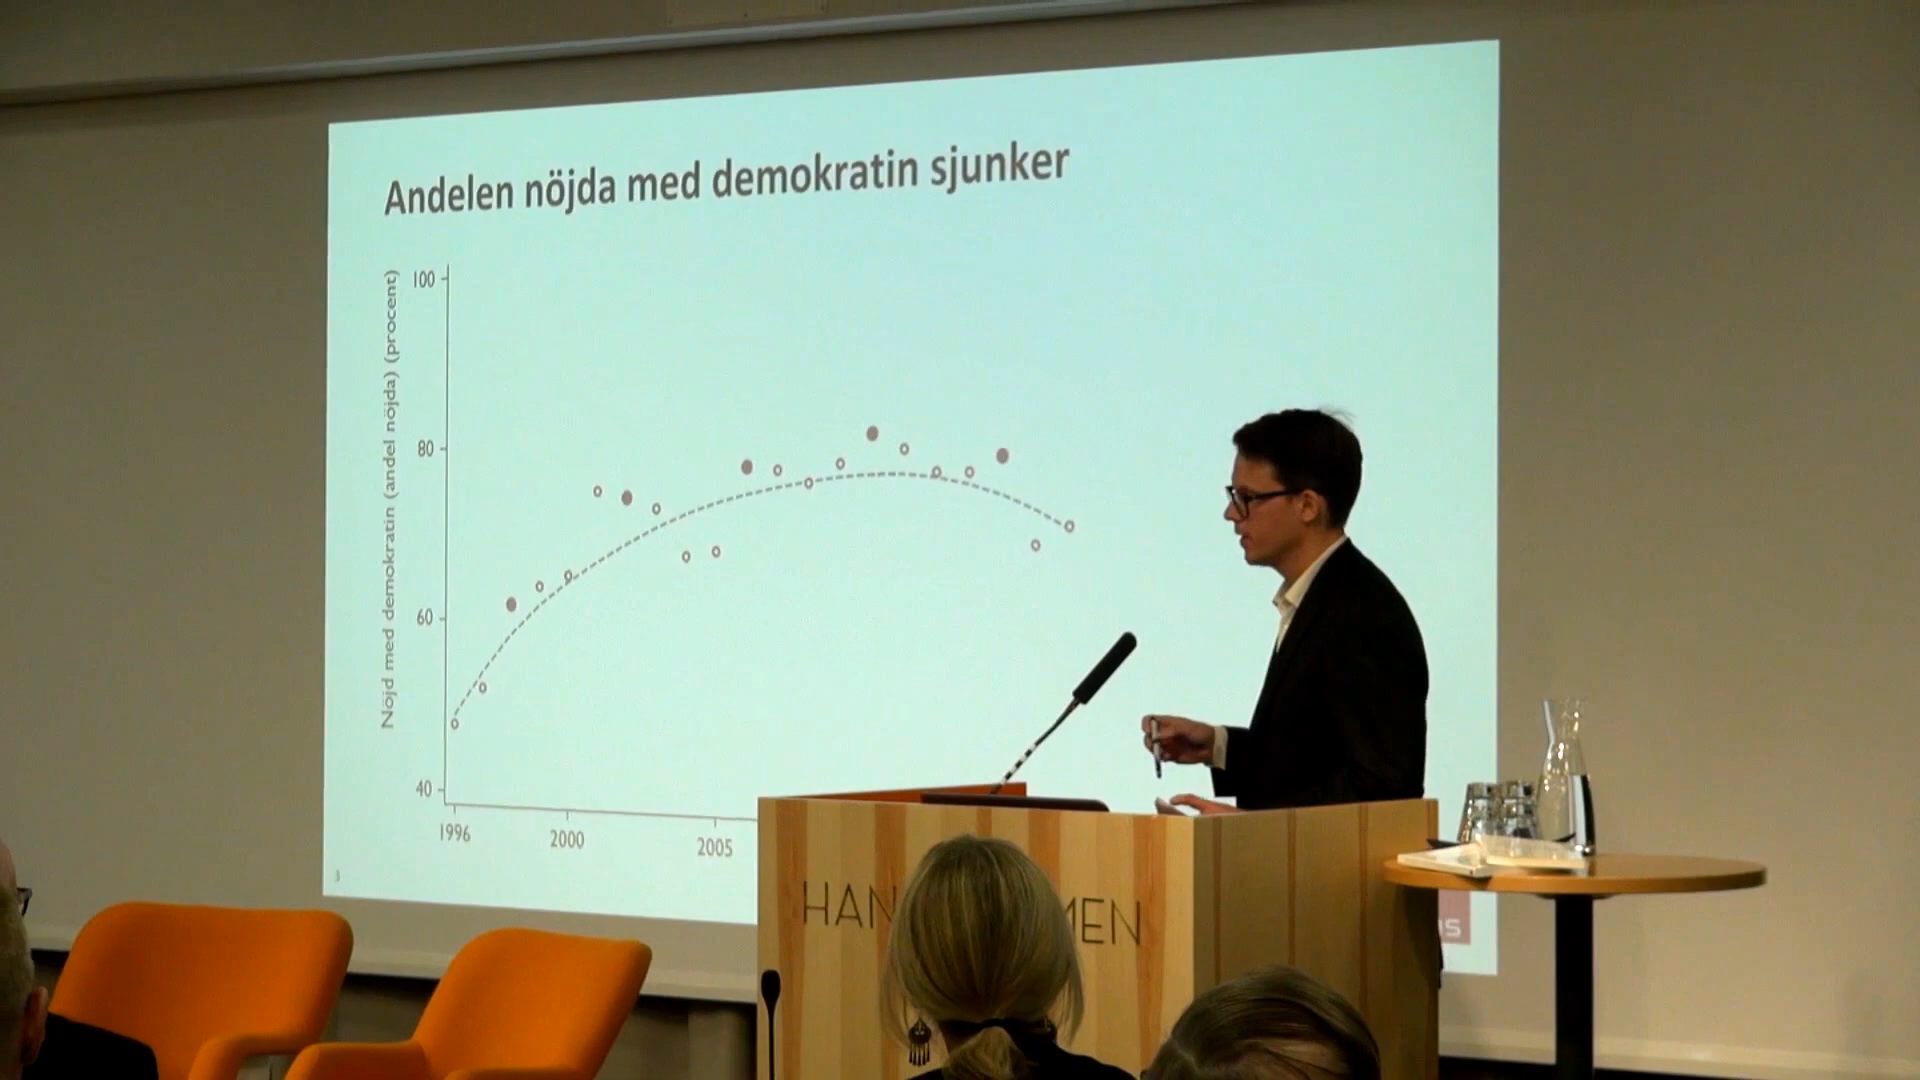 Andelen nöjda med demokratin sjunker
Nöjd med demokratin (andel nöjda) (procent)
100
80
60
40
1996
2000
2005
3
HAN
MEN